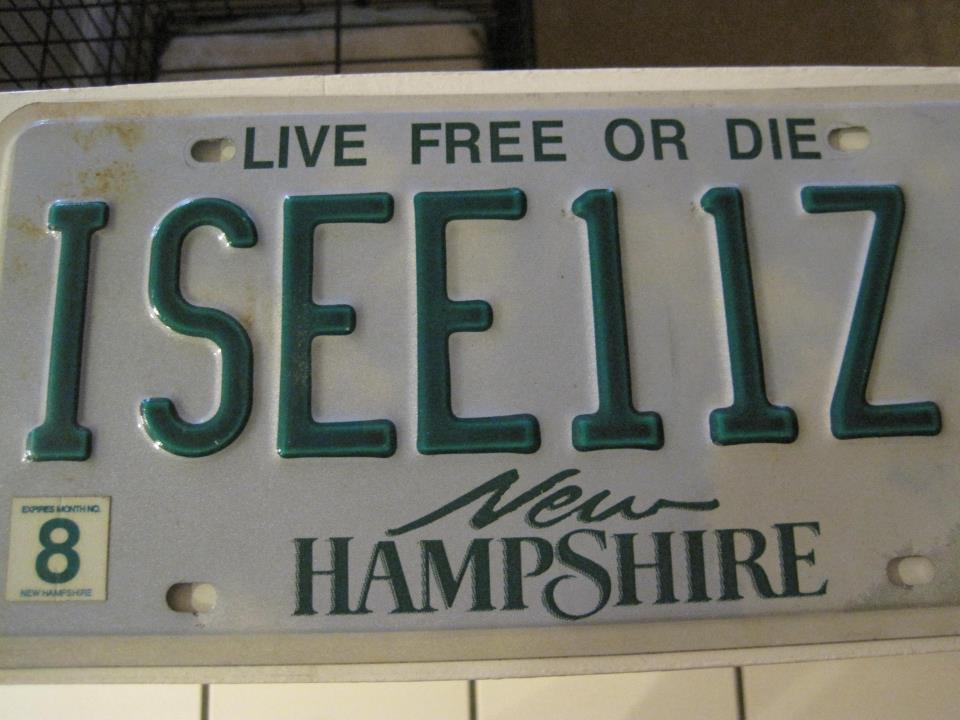 LIVE FREE OR DIE
ISEE11Z
New
HAMPSHIRE
EXPIRES MONTH NO.
8
NEW HAMPSHIRE